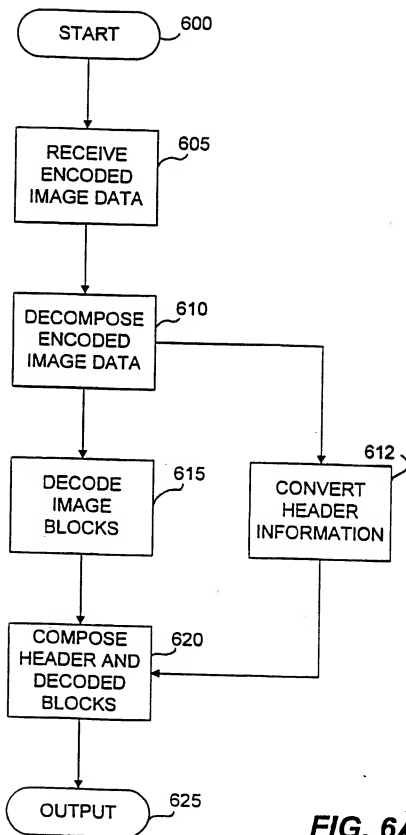 START
600
RECEIVE
ENCODED
IMAGE DATA
605
DECOMPOSE
ENCODED
IMAGE DATA
610
DECODE
IMAGE
BLOCKS
615
612
CONVERT
HEADER
INFORMATION
COMPOSE
HEADER AND
DECODED
BLOCKS
620
OUTPUT
625